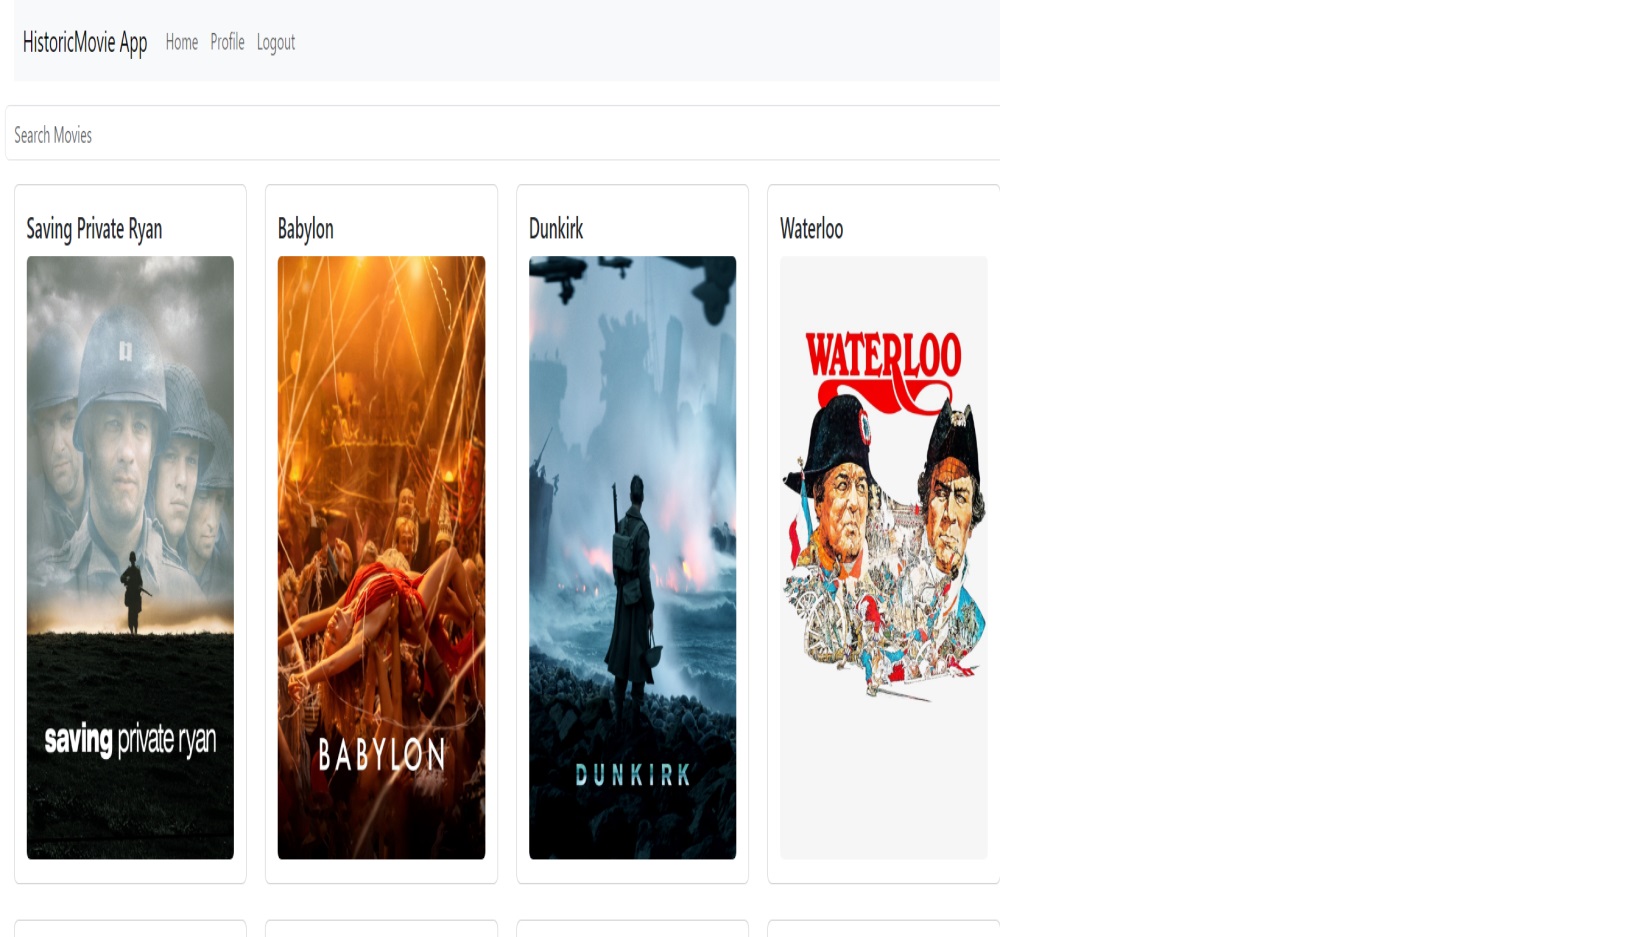 HistoricMovie App Home Profile Logout
Search Movies
Saving Private Ryan
Babylon
Dunkirk
Waterloo
saving private ryan
BABYLON
DUNKIRK
WATERLOO